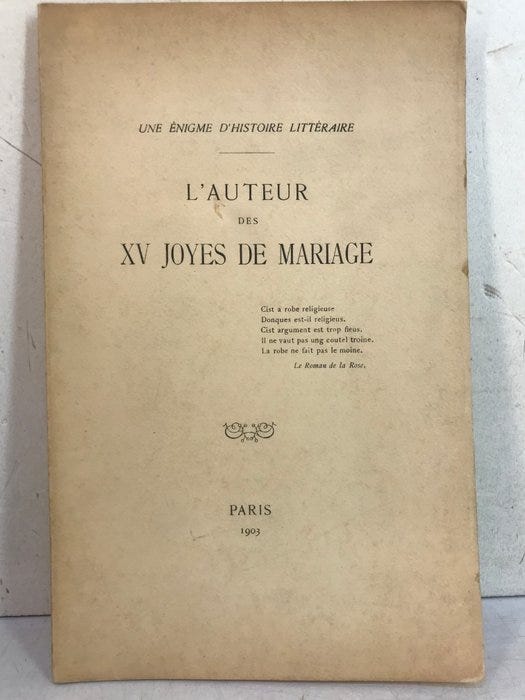 UNE ÉNIGME D'HISTOIRE LITTÉRAIRE
L'AUTEUR
DES
XV JOYES DE MARIAGE
Cist a robe religieuse
Donques est-il religieus.
Cist argument est trop fieus.
Il ne vaut pas ung coutel troine.
La robe ne fait pas le moine.
Le Roman de la Rose.
PARIS
1903